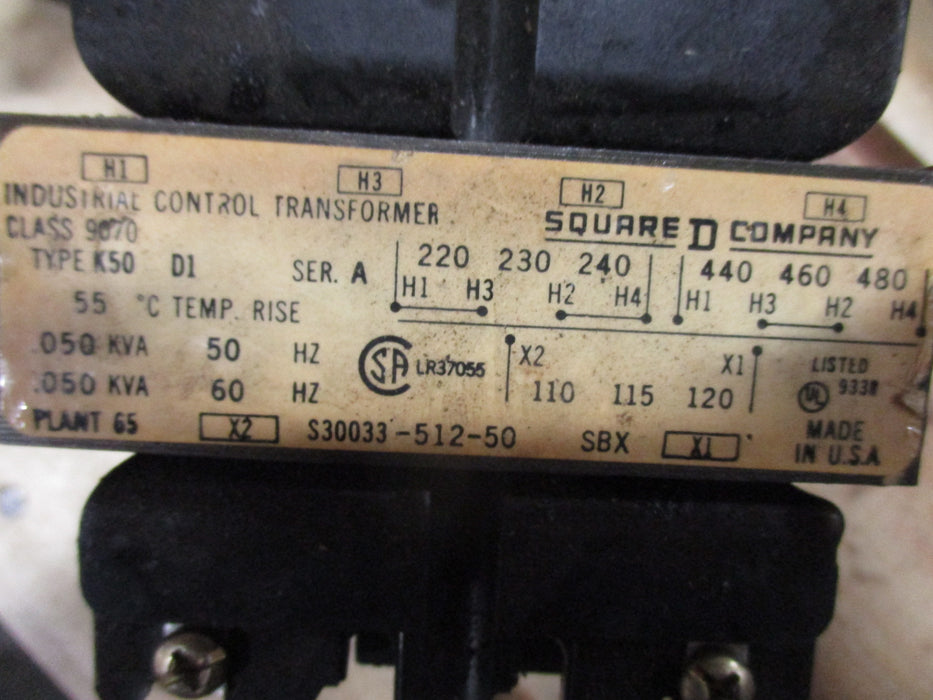 H1 H3 H2 H4
INDUSTRIAL CONTROL TRANSFORMER
SQUARE D COMPANY
CLASS 9070
TYPE K50 D1 SER. A
220 230 240 440 460 480
H1 H3 H2 H4 H1 H3 H2 H4
55 °C TEMP. RISE
.050 KVA 50 HZ
SA LR37055
X2 X1
LISTED
.050 KVA 60 HZ
110 115 120
UL 933R
PLANT 65 X2 S30033-512-50 SBX X1
MADE
IN U.S.A